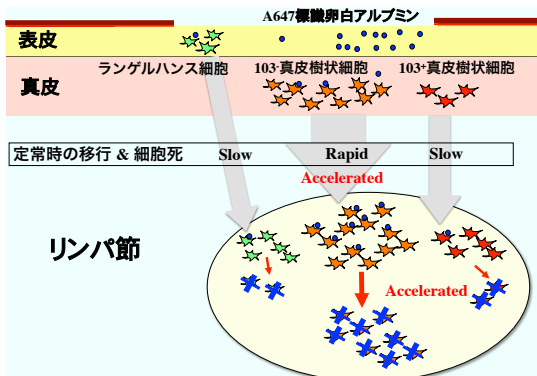 A647標識卵白アルブミン
表皮
ランゲルハンス細胞 103-真皮樹状細胞 103+真皮樹状細胞
真皮
定常時の移行 & 細胞死 Slow Rapid Slow
Accelerated
リンパ節
Accelerated